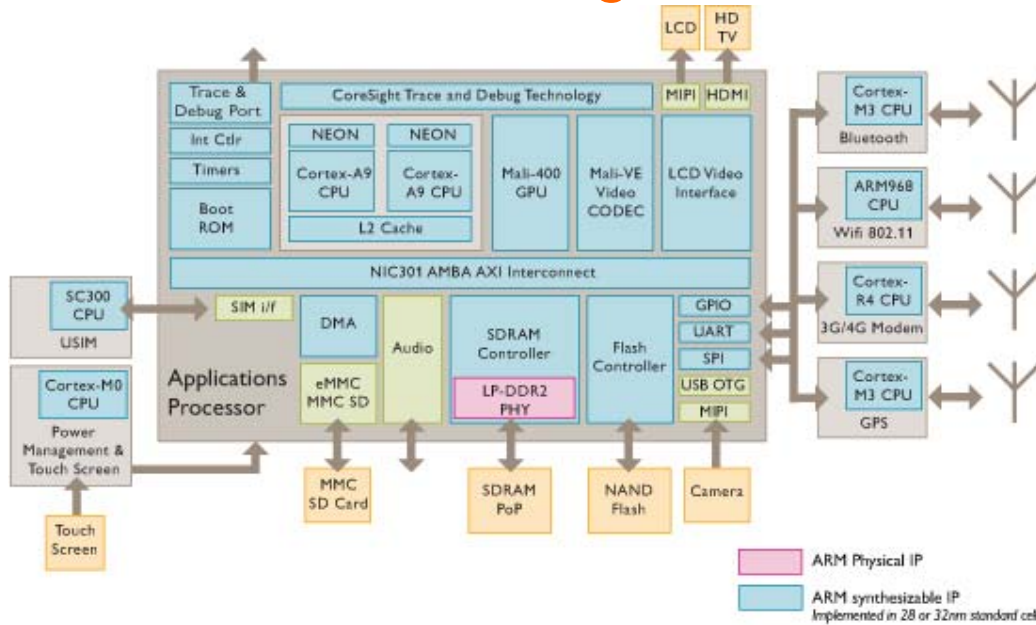 LCD
HD
TV
Trace &
Debug Port
CoreSight Trace and Debug Technology
MIPI
HDMI
Int Ctlr
Timers
Boot
ROM
NEON
NEON
Cortex-A9
CPU
Cortex-
A9 CPU
L2 Cache
Mali-400
GPU
Mali-VE
Video
CODEC
LCD Video
Interface
NIC301 AMBA AXI Interconnect
SC300
CPU
USIM
SIM i/f
DMA
Audio
SDRAM
Controller
LP-DDR2
PHY
Flash
Controller
GPIO
UART
SPI
USB OTG
MIPI
Applications
Processor
eMMC
MMC SD
Cortex-M0
CPU
Power
Management &
Touch Screen
Touch
Screen
MMC
SD Card
SDRAM
PoP
NAND
Flash
Camera
Cortex-
M3 CPU
Bluetooth
ARM968
CPU
Wifi 802.11
Cortex-
R4 CPU
3G/4G Modem
Cortex-
M3 CPU
GPS
ARM Physical IP
ARM synthesizable IP
Implemented in 28 or 32nm standard cel